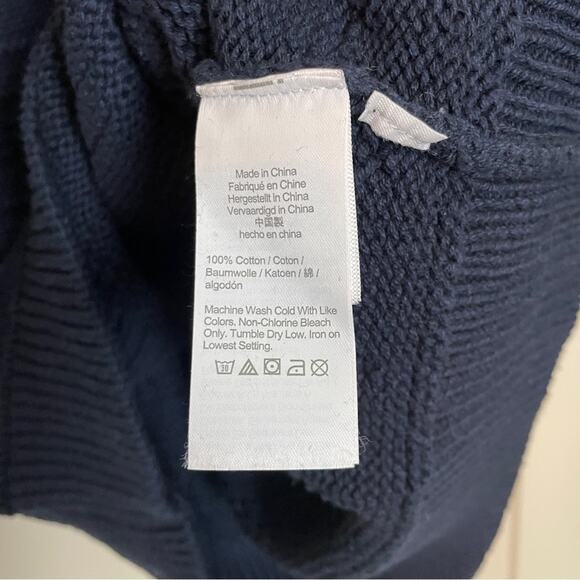 Made in China
Fabriqué en Chine
Hergestellt in China
Vervaardigd in China
中国製
hecho en china
100% Cotton / Coton /
Baumwolle / Katoen / 綿 /
algodón
Machine Wash Cold With Like
Colors. Non-Chlorine Bleach
Only. Tumble Dry Low. Iron on
Lowest Setting.
30